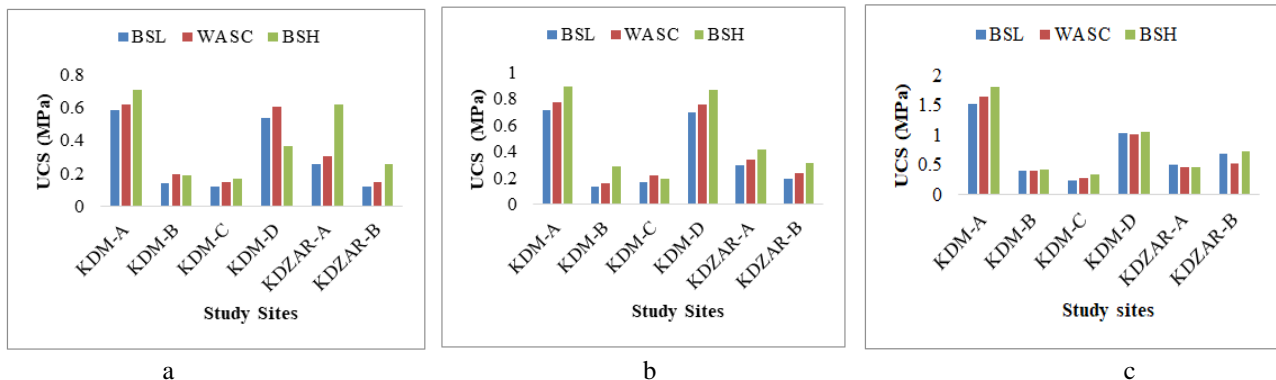 BSL WASC BSH
0.8
0.6
0.4
0.2
0
UCS (MPa)
KDM-A
KDM-B
KDM-C
KDM-D
KDZAR-A
KDZAR-B
Study Sites
a
BSL WASC BSH
1
0.8
0.6
0.4
0.2
0
UCS (MPa)
KDM-A
KDM-B
KDM-C
KDM-D
KDZAR-A
KDZAR-B
Study Sites
b
BSL WASC BSH
2
1.5
1
0.5
0
UCS (MPa)
KDM-A
KDM-B
KDM-C
KDM-D
KDZAR-A
KDZAR-B
Study sites
c